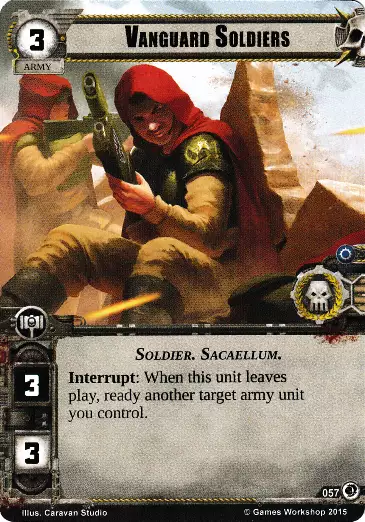 3
VANGUARD SOLDIERS
ARMY
SOLDIER. SACAELLUM.
3
Interrupt: When this unit leaves
play, ready another target army unit
you control.
3
057
Illus. Caravan Studio
© Games Workshop 2015